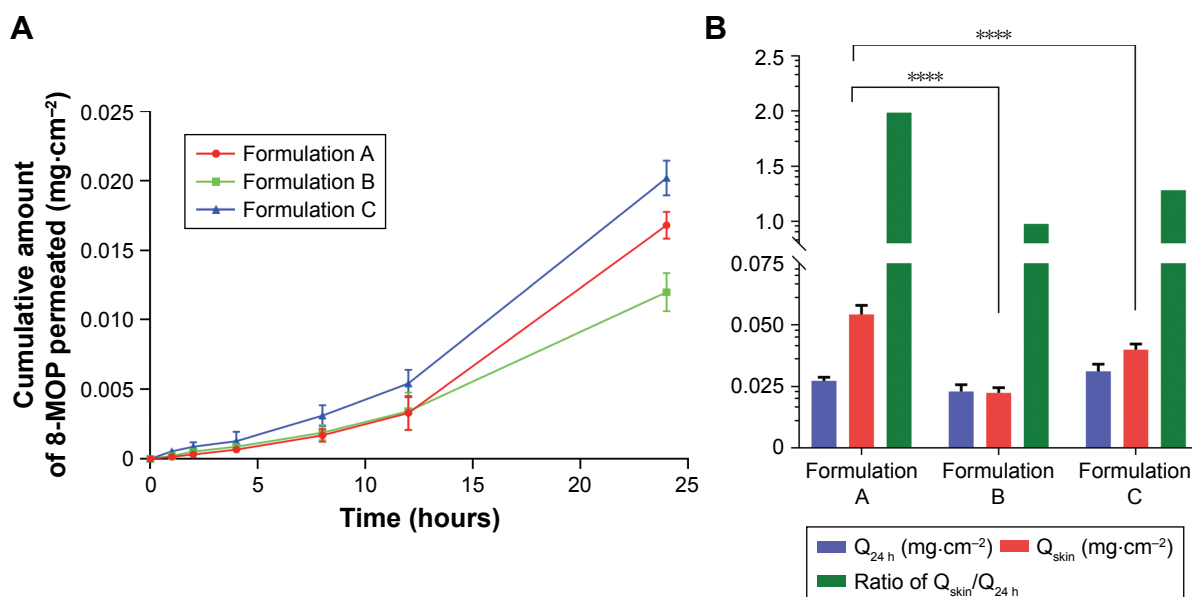 A
Cumulative amount
of 8-MOP permeated (mg·cm⁻²)
0.025
0.020
0.015
0.010
0.005
0
Formulation A
Formulation B
Formulation C
0 5 10 15 20 25
Time (hours)
B
****
****
2.5
2.0
1.5
1.0
0.075
0.050
0.025
0
Formulation Formulation Formulation
A B C
Q24 h (mg·cm⁻²) Qskin (mg·cm⁻²)
Ratio of Qskin/Q24 h